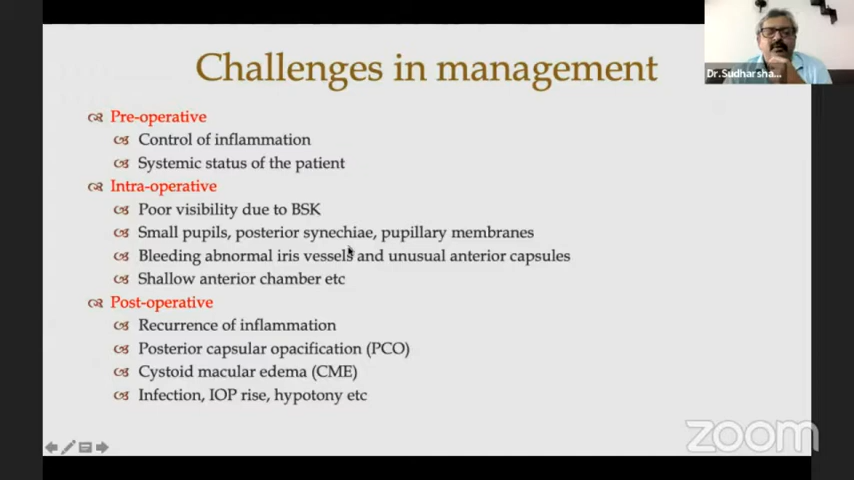 Challenges in management
Pre-operative
Control of inflammation
Systemic status of the patient
Intra-operative
Poor visibility due to BSK
Small pupils, posterior synechiae, pupillary membranes
Bleeding abnormal iris vessels and unusual anterior capsules
Shallow anterior chamber etc
Post-operative
Recurrence of inflammation
Posterior capsular opacification (PCO)
Cystoid macular edema (CME)
Infection, IOP rise, hypotony etc
Dr.Sudharsha...
zoom